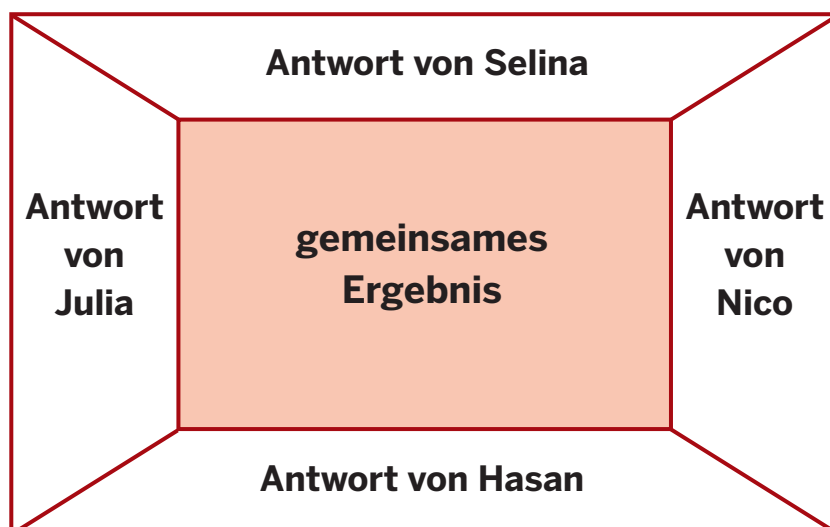 Antwort von Selina
Antwort
von
Julia
gemeinsames
Ergebnis
Antwort
von
Nico
Antwort von Hasan